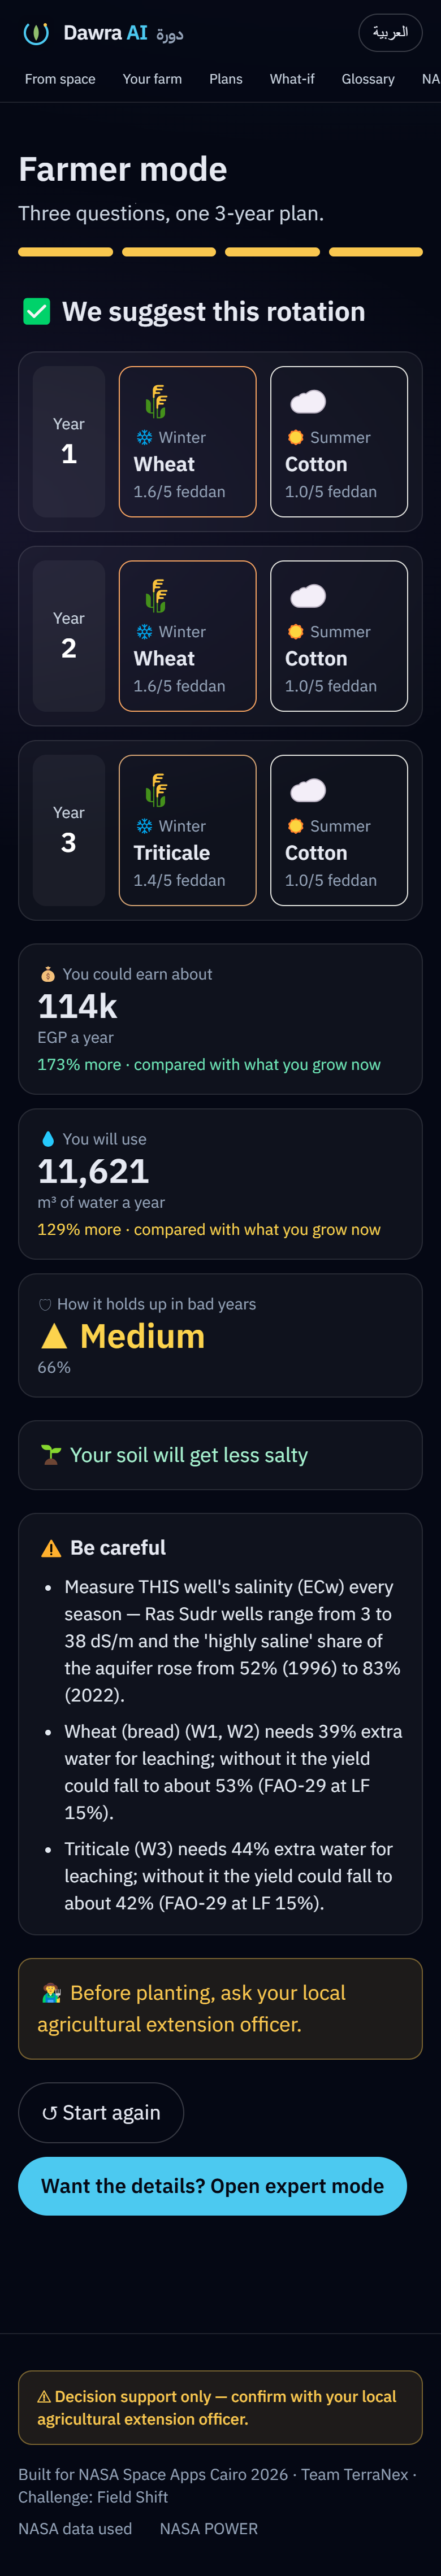 Dawra AI دورة
العربية
From space Your farm Plans What-if Glossary NA
Farmer mode
Three questions, one 3-year plan.
✅ We suggest this rotation
Year
1
❄️ Winter
Wheat
1.6/5 feddan
☀️ Summer
Cotton
1.0/5 feddan
Year
2
❄️ Winter
Wheat
1.6/5 feddan
☀️ Summer
Cotton
1.0/5 feddan
Year
3
❄️ Winter
Triticale
1.4/5 feddan
☀️ Summer
Cotton
1.0/5 feddan
💰 You could earn about
114k
EGP a year
173% more · compared with what you grow now
💧 You will use
11,621
m³ of water a year
129% more · compared with what you grow now
🛡 How it holds up in bad years
▲ Medium
66%
🌱 Your soil will get less salty
⚠️ Be careful
• Measure THIS well's salinity (ECw) every
season — Ras Sudr wells range from 3 to
38 dS/m and the 'highly saline' share of
the aquifer rose from 52% (1996) to 83%
(2022).
• Wheat (bread) (W1, W2) needs 39% extra
water for leaching; without it the yield
could fall to about 53% (FAO-29 at LF
15%).
• Triticale (W3) needs 44% extra water for
leaching; without it the yield could fall to
about 42% (FAO-29 at LF 15%).
🧑‍🌾 Before planting, ask your local
agricultural extension officer.
↺ Start again
Want the details? Open expert mode
⚠ Decision support only — confirm with your local
agricultural extension officer.
Built for NASA Space Apps Cairo 2026 · Team TerraNex ·
Challenge: Field Shift
NASA data used NASA POWER